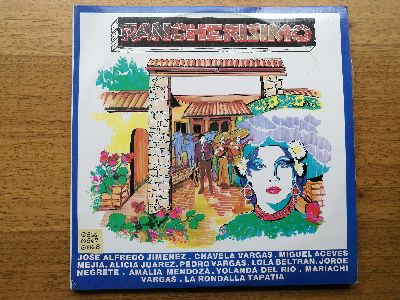 RANCHERISIMO
JOSE ALFREDO JIMENEZ . CHAVELA VARGAS . MIGUEL ACEVES
MEJIA . ALICIA JUAREZ . PEDRO VARGAS . LOLA BELTRAN . JORGE
NEGRETE . AMALIA MENDOZA . YOLANDA DEL RIO . MARIACHI
VARGAS . LA RONDALLA TAPATIA